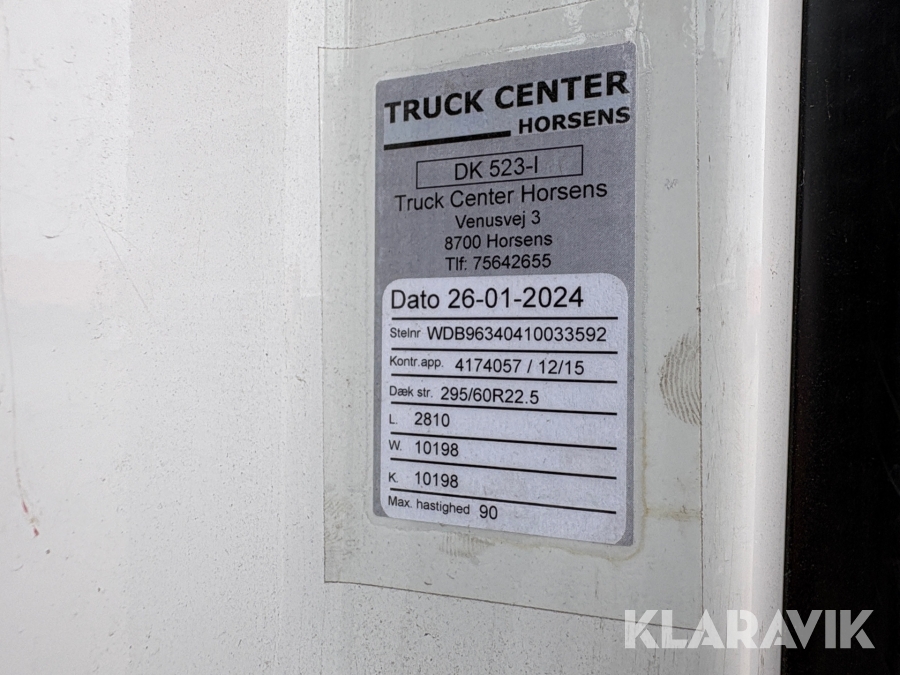 TRUCK CENTER
HORSENS
DK 523-I
Truck Center Horsens
Venusvej 3
8700 Horsens
Tlf: 75642655
Dato 26-01-2024
Stelnr WDB96340410033592
Kontr.app. 4174057 / 12/15
Dæk str. 295/60R22.5
L. 2810
W. 10198
K. 10198
Max. hastighed 90
KLARAVIK